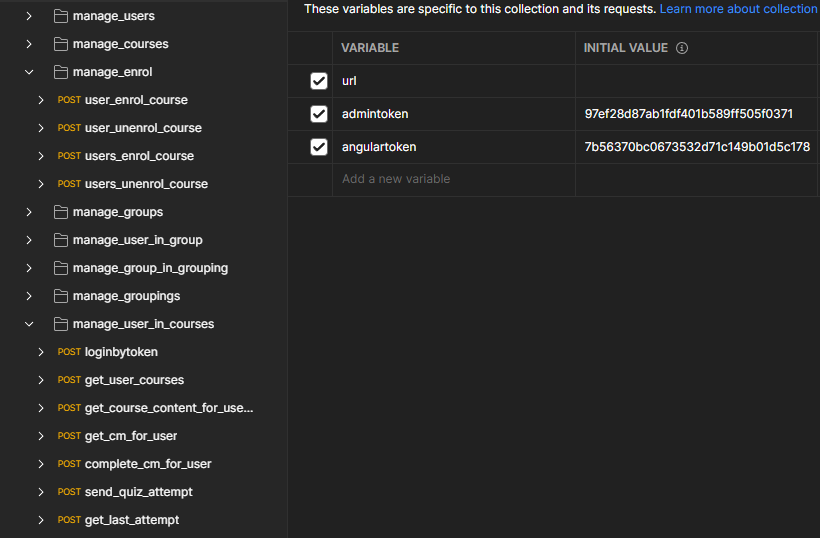 manage_users
manage_courses
manage_enrol
POST user_enrol_course
POST user_unenrol_course
POST users_enrol_course
POST users_unenrol_course
manage_groups
manage_user_in_group
manage_group_in_grouping
manage_groupings
manage_user_in_courses
POST loginbytoken
POST get_user_courses
POST get_course_content_for_use...
POST get_cm_for_user
POST complete_cm_for_user
POST send_quiz_attempt
POST get_last_attempt
These variables are specific to this collection and its requests. Learn more about collection
VARIABLE INITIAL VALUE
url
admintoken 97ef28d87ab1fdf401b589ff505f0371
angulartoken 7b56370bc0673532d71c149b01d5c178
Add a new variable